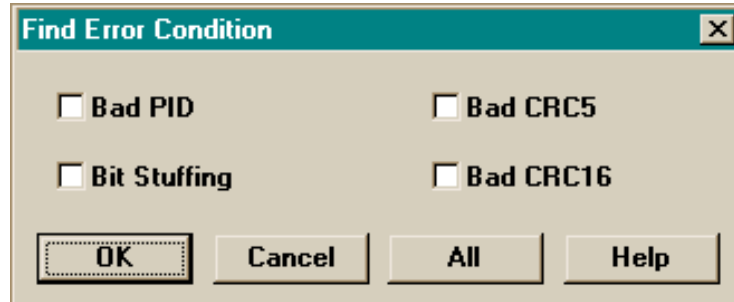 Find Error Condition
Bad PID Bad CRC5
Bit Stuffing Bad CRC16
OK Cancel All Help